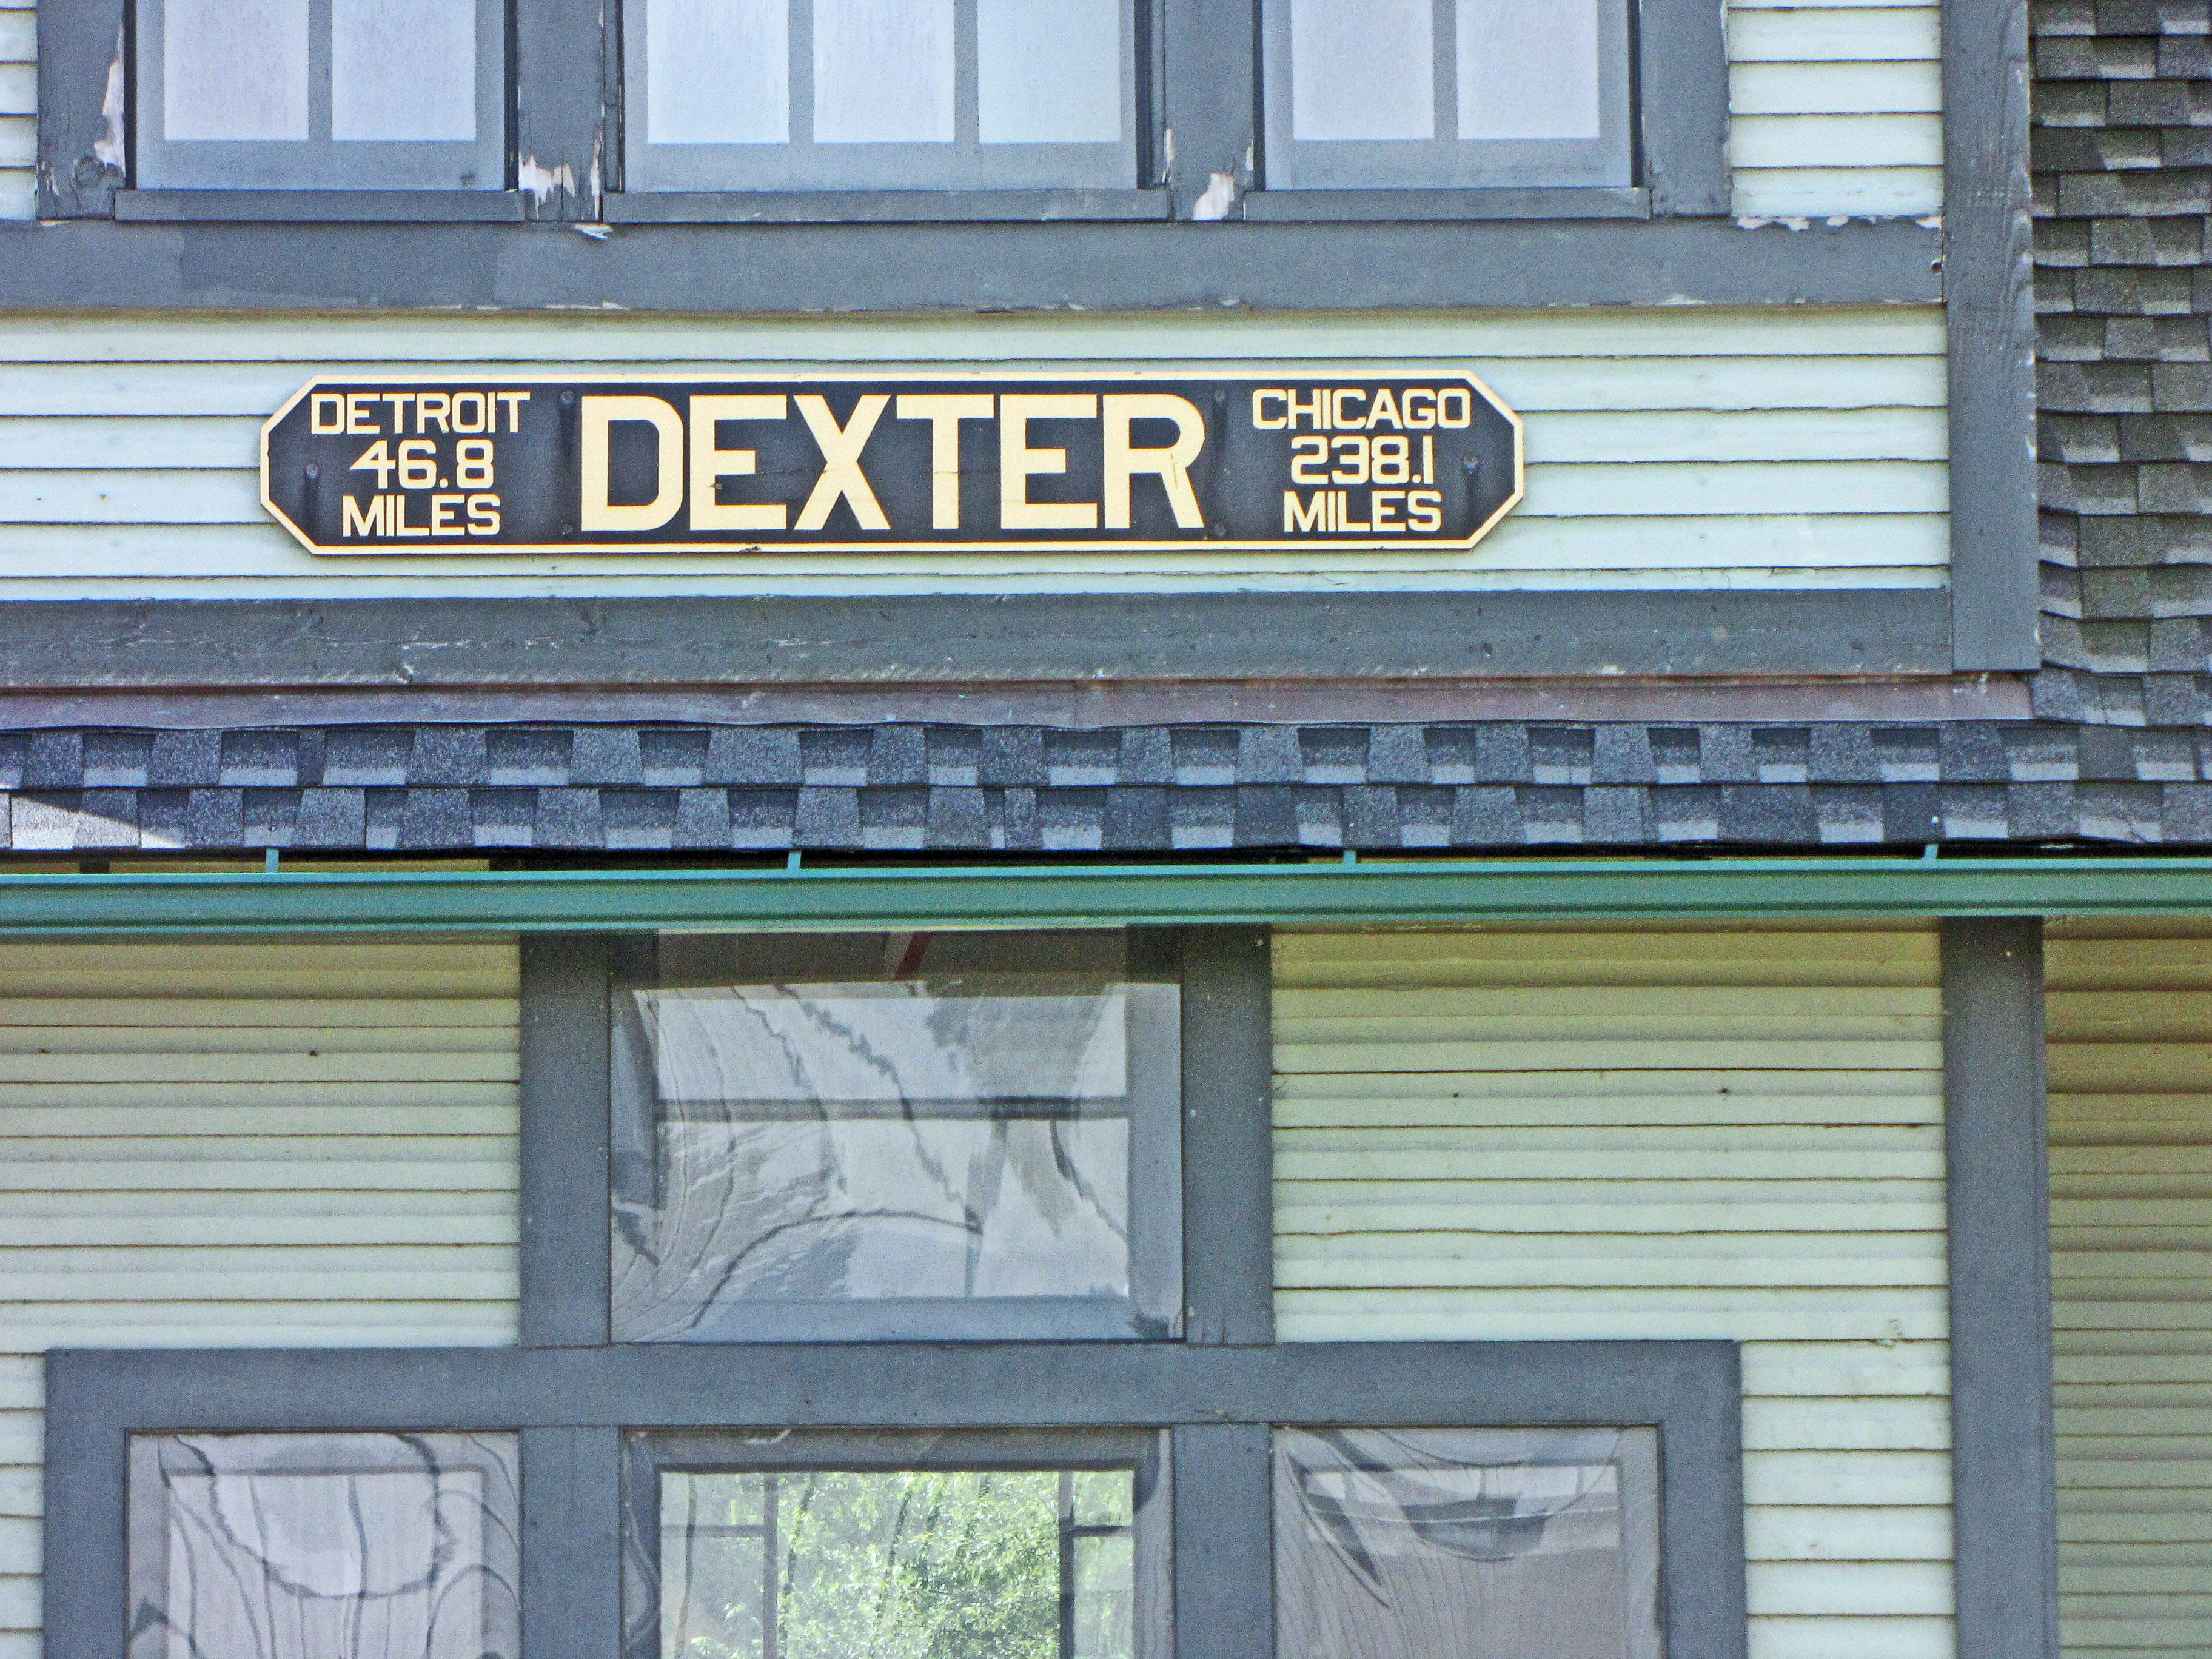 DETROIT
46.8
MILES
DEXTER
CHICAGO
238.1
MILES